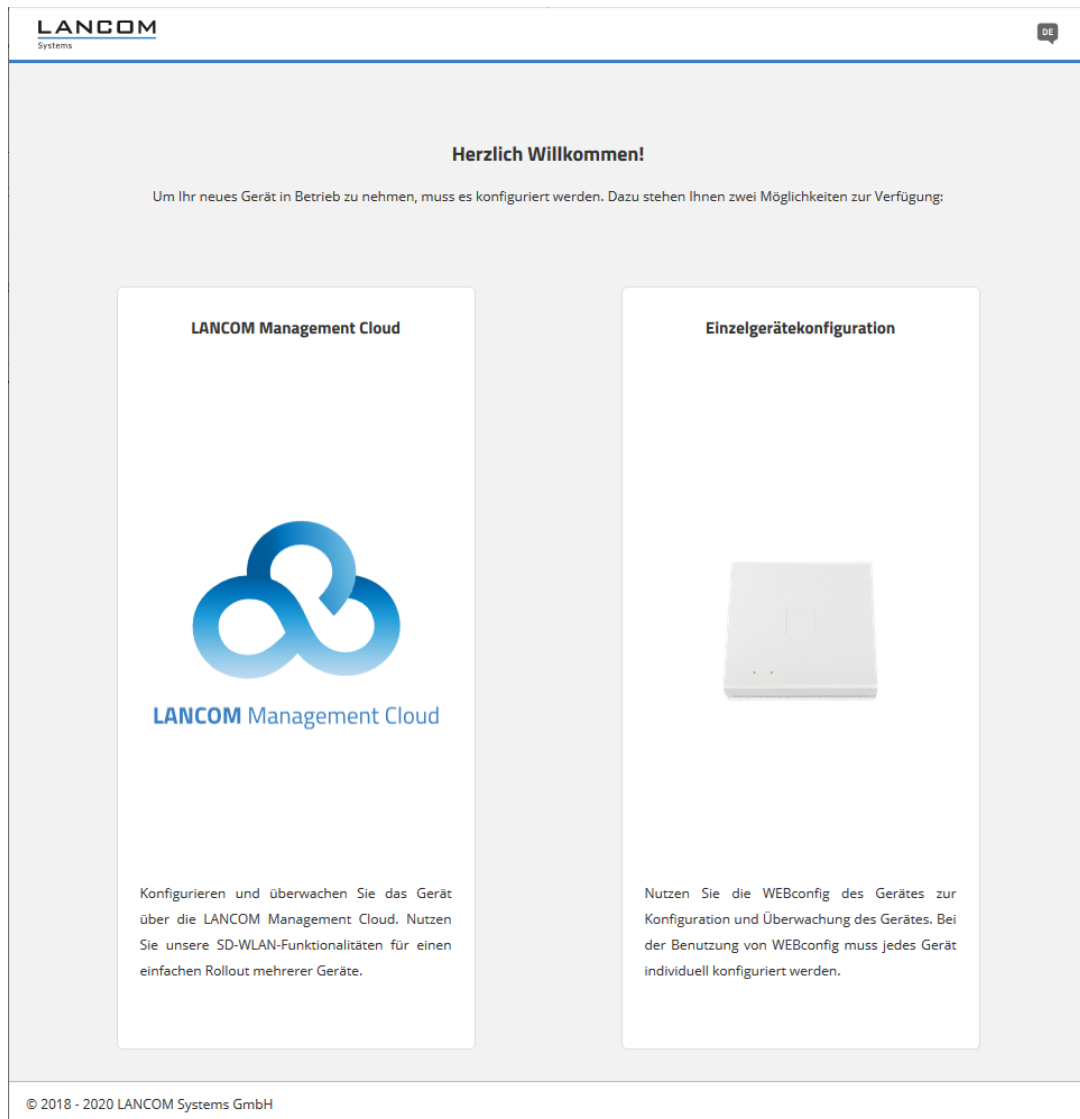 LANCOM
Systems
DE
Herzlich Willkommen!
Um Ihr neues Gerät in Betrieb zu nehmen, muss es konfiguriert werden. Dazu stehen Ihnen zwei Möglichkeiten zur Verfügung:
LANCOM Management Cloud
LANCOM Management Cloud
Konfigurieren und überwachen Sie das Gerät
über die LANCOM Management Cloud. Nutzen
Sie unsere SD-WLAN-Funktionalitäten für einen
einfachen Rollout mehrerer Geräte.
Einzelgerätekonfiguration
Nutzen Sie die WEBconfig des Gerätes zur
Konfiguration und Überwachung des Gerätes. Bei
der Benutzung von WEBconfig muss jedes Gerät
individuell konfiguriert werden.
© 2018 - 2020 LANCOM Systems GmbH